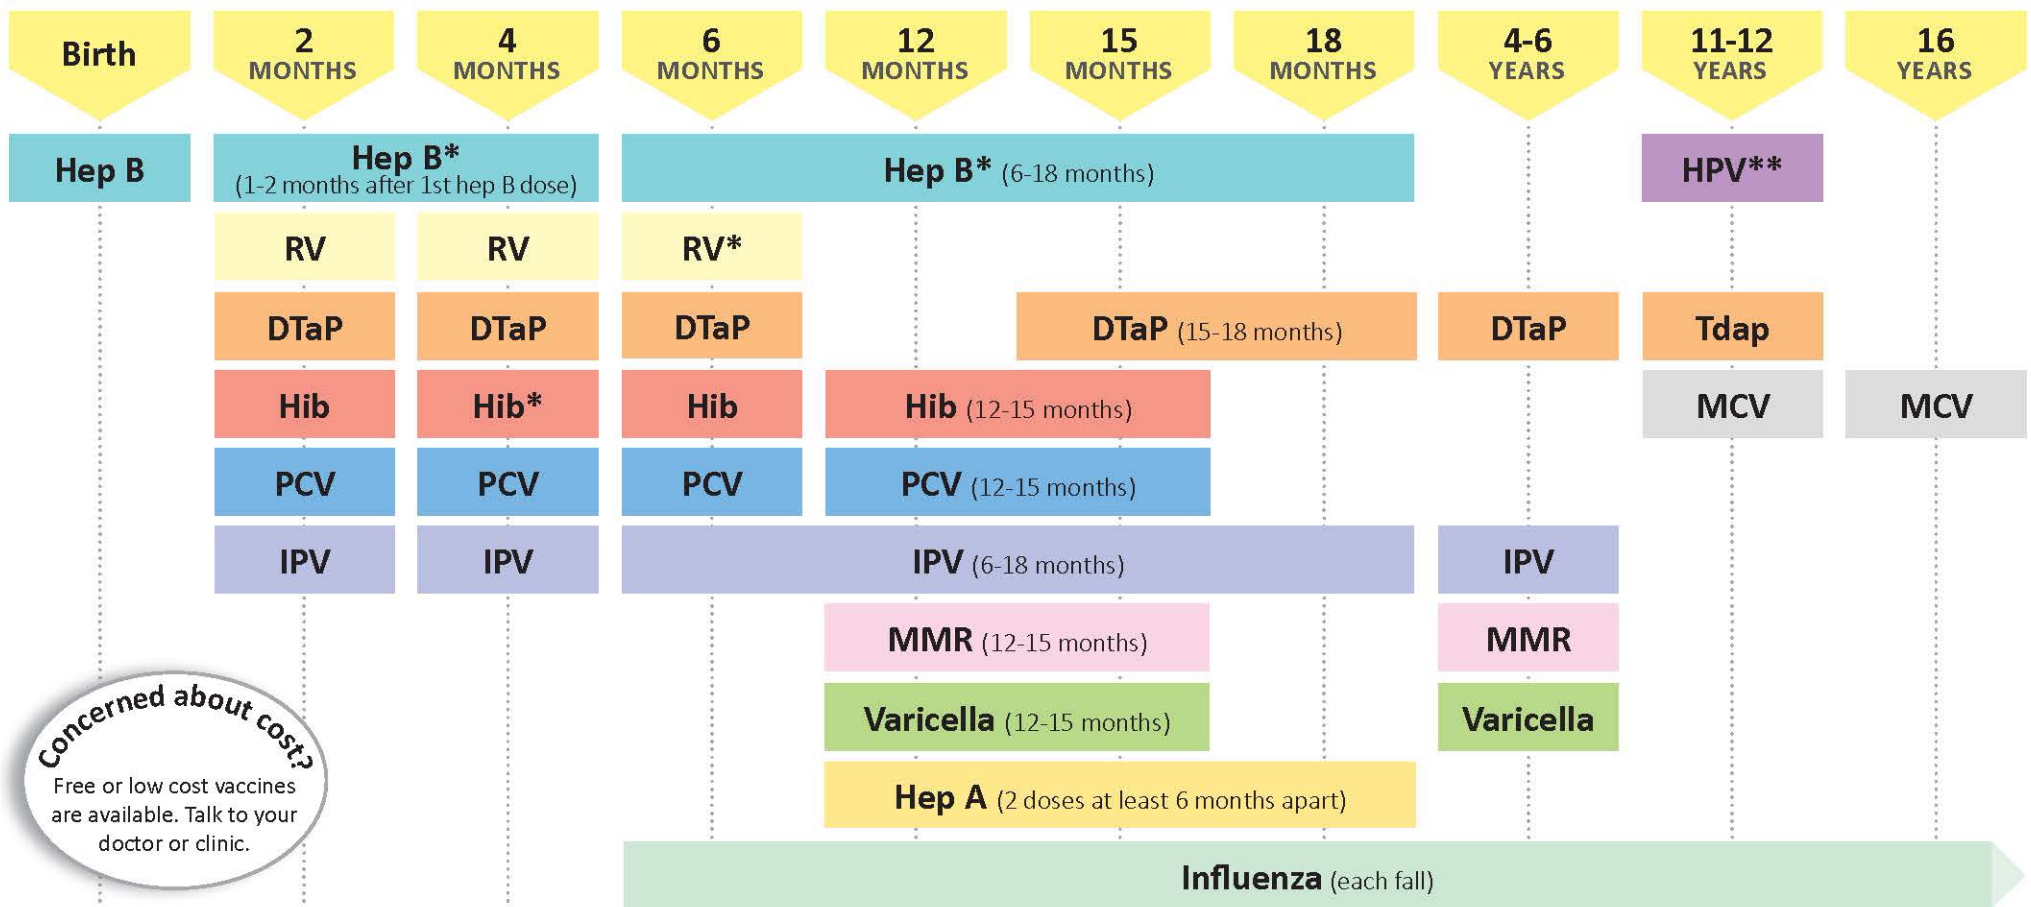 Birth
2
MONTHS
4
MONTHS
6
MONTHS
12
MONTHS
15
MONTHS
18
MONTHS
4-6
YEARS
11-12
YEARS
16
YEARS
Hep B
Hep B*
(1-2 months after 1st hep B dose)
Hep B* (6-18 months)
HPV**
RV
RV
RV*
DTaP
DTaP
DTaP
DTaP (15-18 months)
DTaP
Tdap
Hib
Hib*
Hib
Hib (12-15 months)
MCV
MCV
PCV
PCV
PCV
PCV (12-15 months)
IPV
IPV
IPV (6-18 months)
IPV
MMR (12-15 months)
MMR
Varicella (12-15 months)
Varicella
Hep A (2 doses at least 6 months apart)
Influenza (each fall)
Concerned about cost?
Free or low cost vaccines
are available. Talk to your
doctor or clinic.